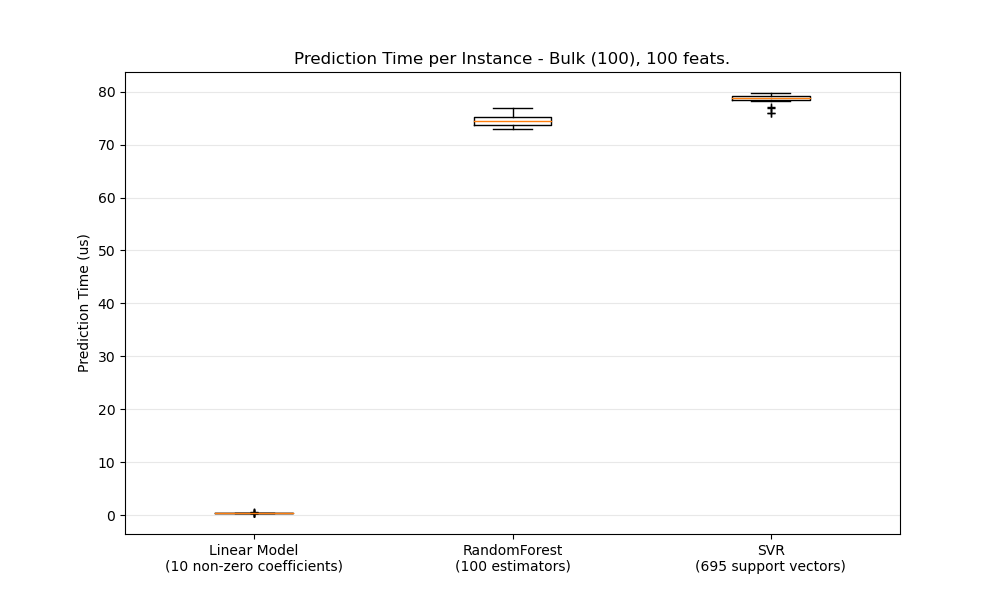 Prediction Time per Instance - Bulk (100), 100 feats.
Prediction Time (us)
80
70
60
50
40
30
20
10
0
Linear Model
(10 non-zero coefficients)
RandomForest
(100 estimators)
SVR
(695 support vectors)